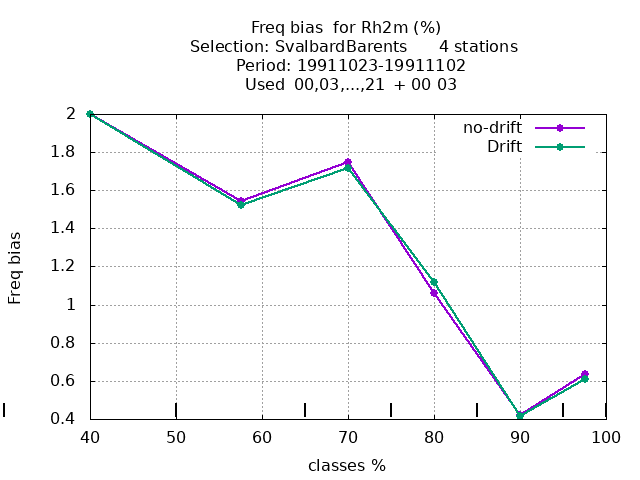 Freq bias  for Rh2m (%)
Selection: SvalbardBarents      4 stations
Period: 19911023-19911102
Used  00,03,...,21  + 00 03
no-drift
Drift
2
1.8
1.6
1.4
1.2
1
0.8
0.6
0.4
Freq bias
40 50 60 70 80 90 100
classes %